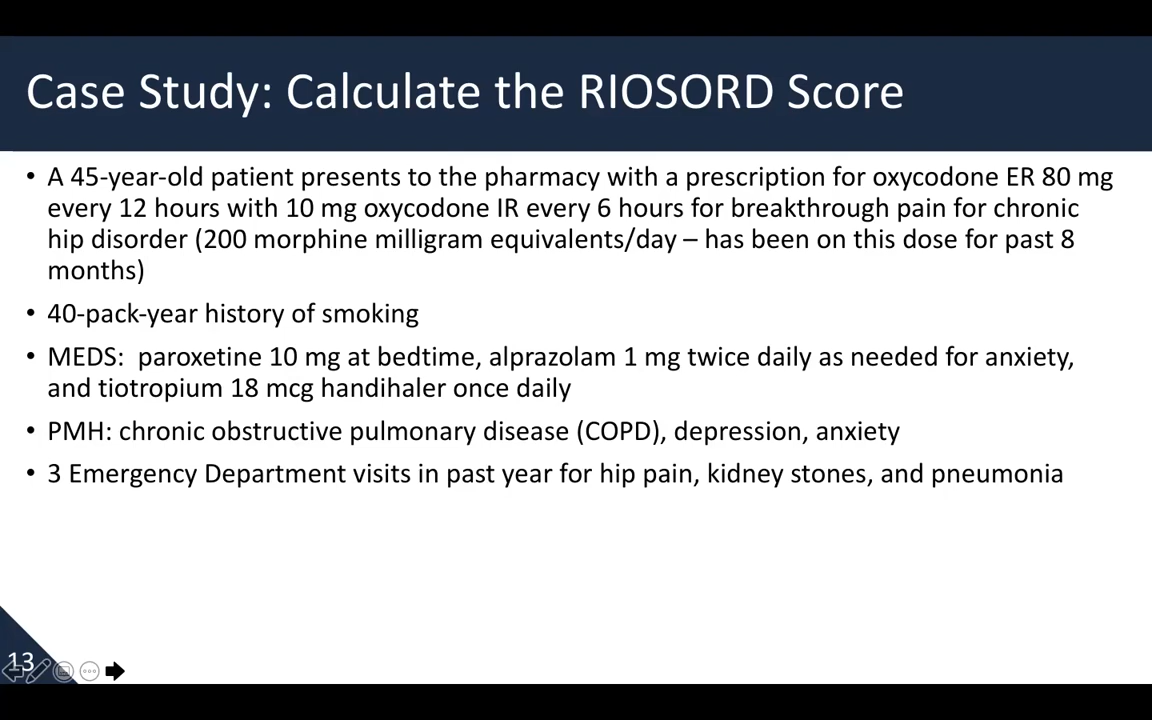 Case Study: Calculate the RIOSORD Score
• A 45-year-old patient presents to the pharmacy with a prescription for oxycodone ER 80 mg
every 12 hours with 10 mg oxycodone IR every 6 hours for breakthrough pain for chronic
hip disorder (200 morphine milligram equivalents/day – has been on this dose for past 8
months)
• 40-pack-year history of smoking
• MEDS: paroxetine 10 mg at bedtime, alprazolam 1 mg twice daily as needed for anxiety,
and tiotropium 18 mcg handihaler once daily
• PMH: chronic obstructive pulmonary disease (COPD), depression, anxiety
• 3 Emergency Department visits in past year for hip pain, kidney stones, and pneumonia
13